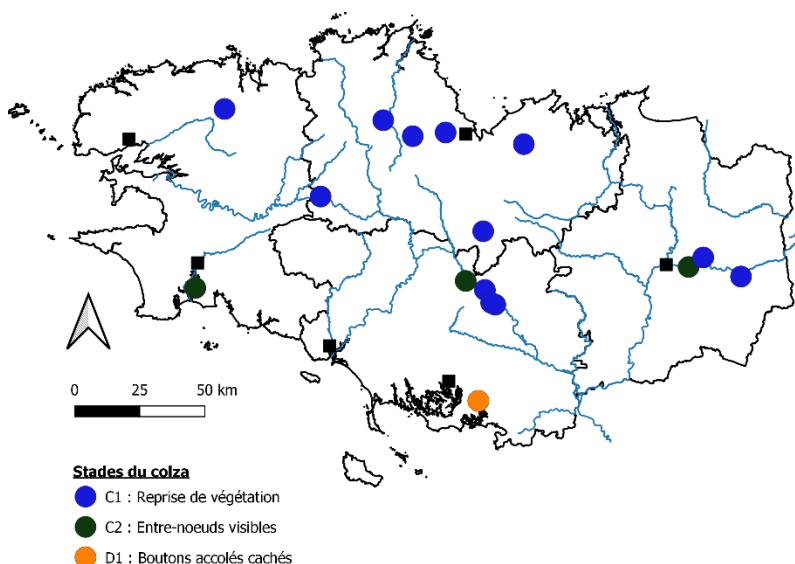 0 25 50 km
Stades du colza
C1 : Reprise de végétation
C2 : Entre-noeuds visibles
D1 : Boutons accolés cachés